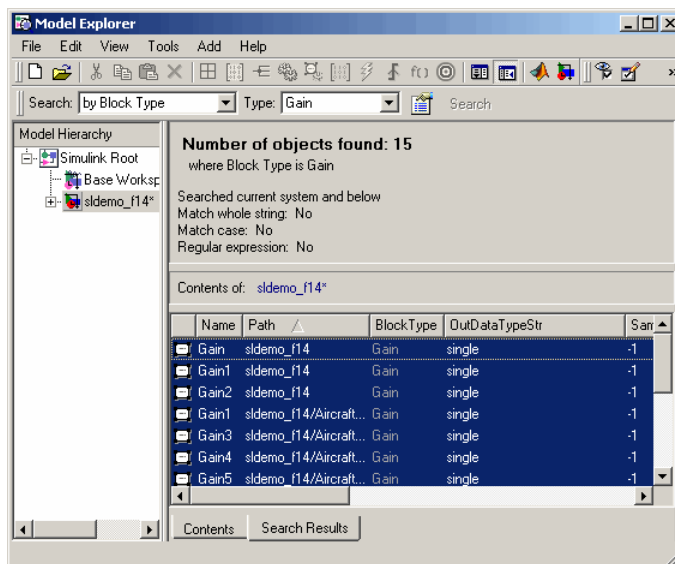 Model Explorer
File Edit View Tools Add Help
Search: by Block Type Type: Gain Search
Model Hierarchy
Simulink Root
Base Worksp
sldemo_f14*
Number of objects found: 15
where Block Type is Gain
Searched current system and below
Match whole string: No
Match case: No
Regular expression: No
Contents of: sldemo_f14*
Name Path BlockType OutDataTypeStr Sam
Gain sldemo_f14 Gain single -1
Gain1 sldemo_f14 Gain single -1
Gain2 sldemo_f14 Gain single -1
Gain1 sldemo_f14/Aircraft... Gain single -1
Gain3 sldemo_f14/Aircraft... Gain single -1
Gain4 sldemo_f14/Aircraft... Gain single -1
Gain5 sldemo_f14/Aircraft... Gain single -1
Contents Search Results